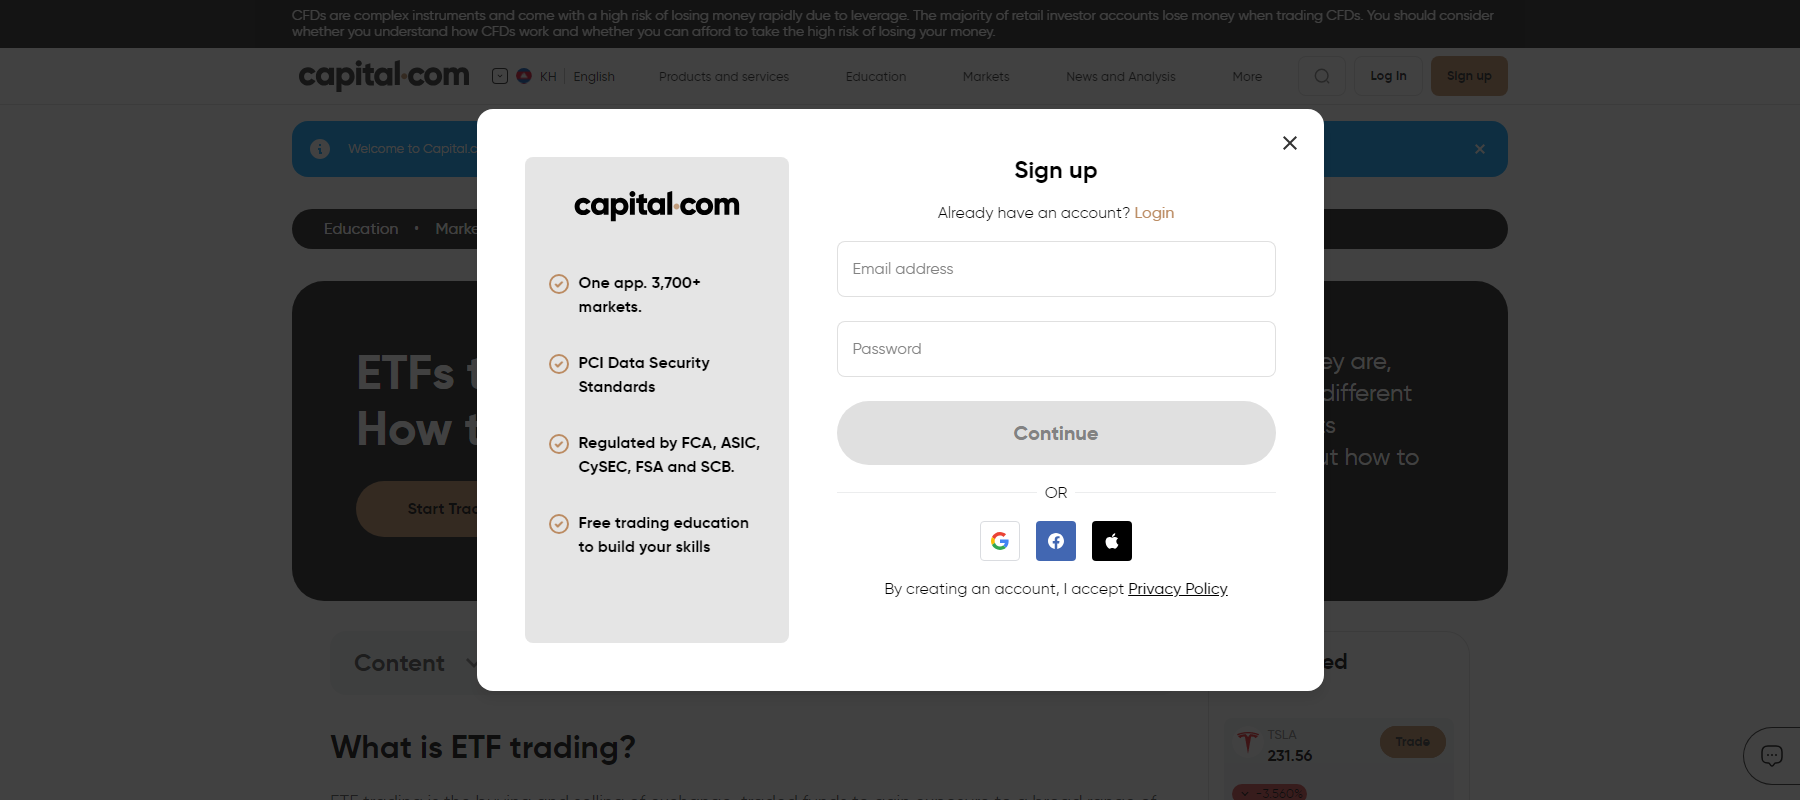 CFDs are complex instruments and come with a high risk of losing money rapidly due to leverage. The majority of retail investor accounts lose money when trading CFDs. You should consider
whether you understand how CFDs work and whether you can afford to take the high risk of losing your money.
capital.com
KH
English
Products and services
Education
Markets
News and Analysis
More
Log In
Sign up
Welcome to Capital.c
Education
Marke
ETFs
How
Start Trad
ey are,
different
s
ut how to
capital.com
One app. 3,700+
markets.
PCI Data Security
Standards
Regulated by FCA, ASIC,
CySEC, FSA and SCB.
Free trading education
to build your skills
Sign up
Already have an account? Login
Email address
Password
Continue
OR
By creating an account, I accept Privacy Policy
Content
ed
What is ETF trading?
TSLA
231.56
Trade
-3.560%
ETF trading is the buying and selling of exchange-traded funds to gain exposure to a broad range of